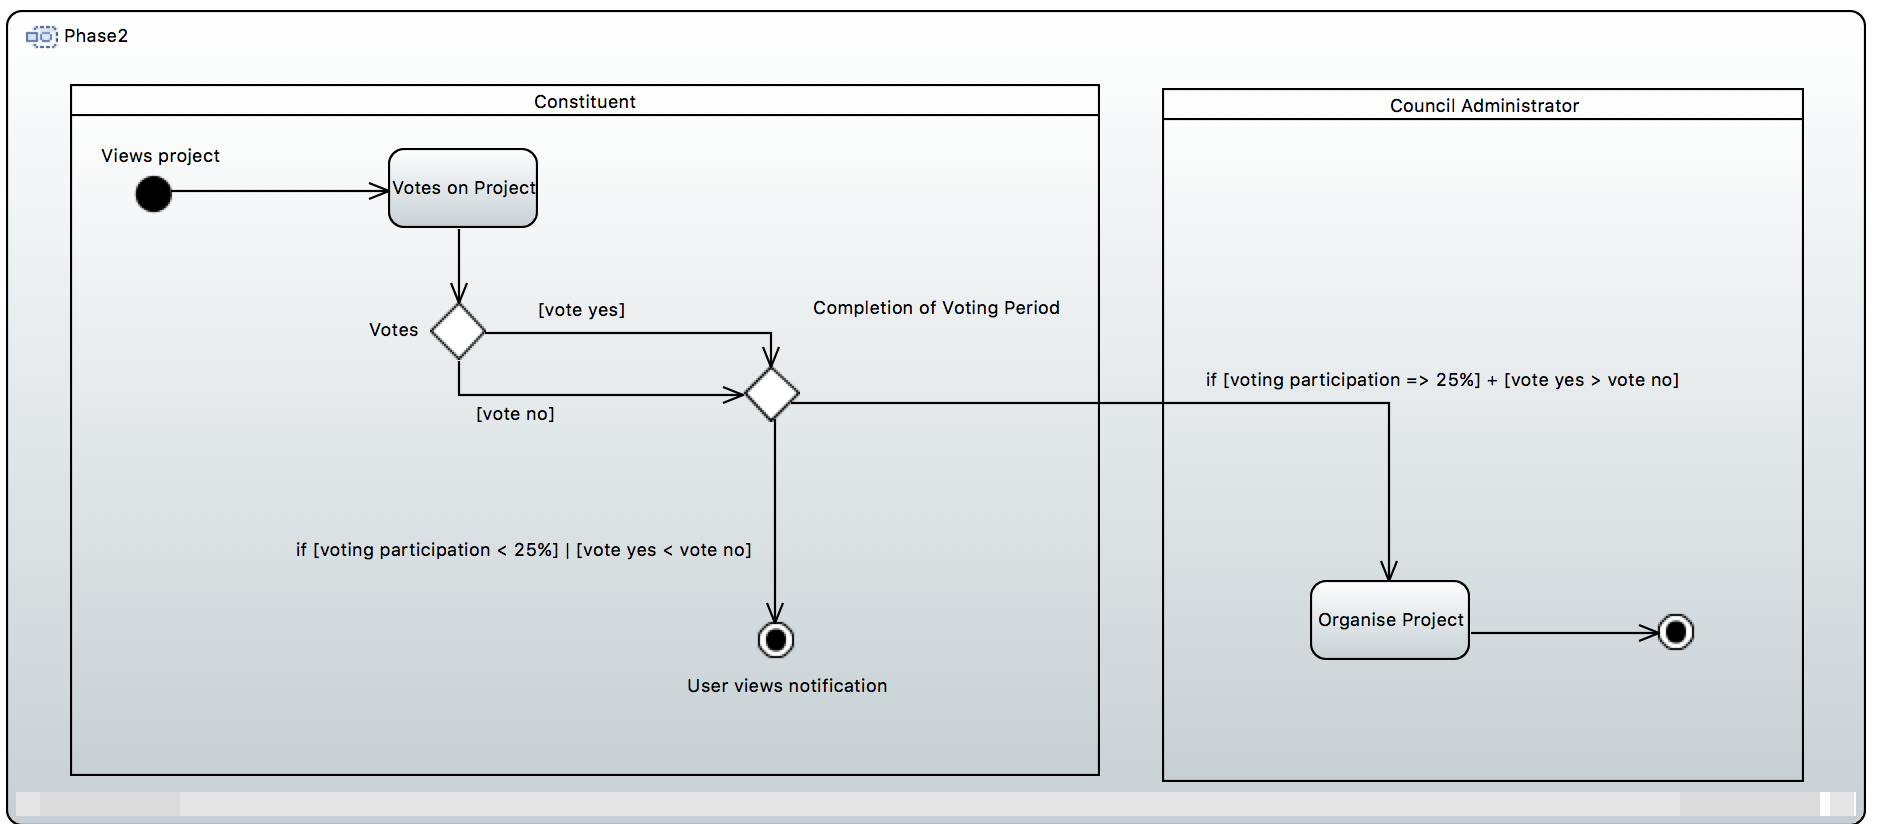 Phase2
Constituent
Council Administrator
Views project
Votes on Project
[vote yes]
Completion of Voting Period
Votes
if [voting participation => 25%] + [vote yes > vote no]
[vote no]
if [voting participation < 25%] | [vote yes < vote no]
Organise Project
User views notification